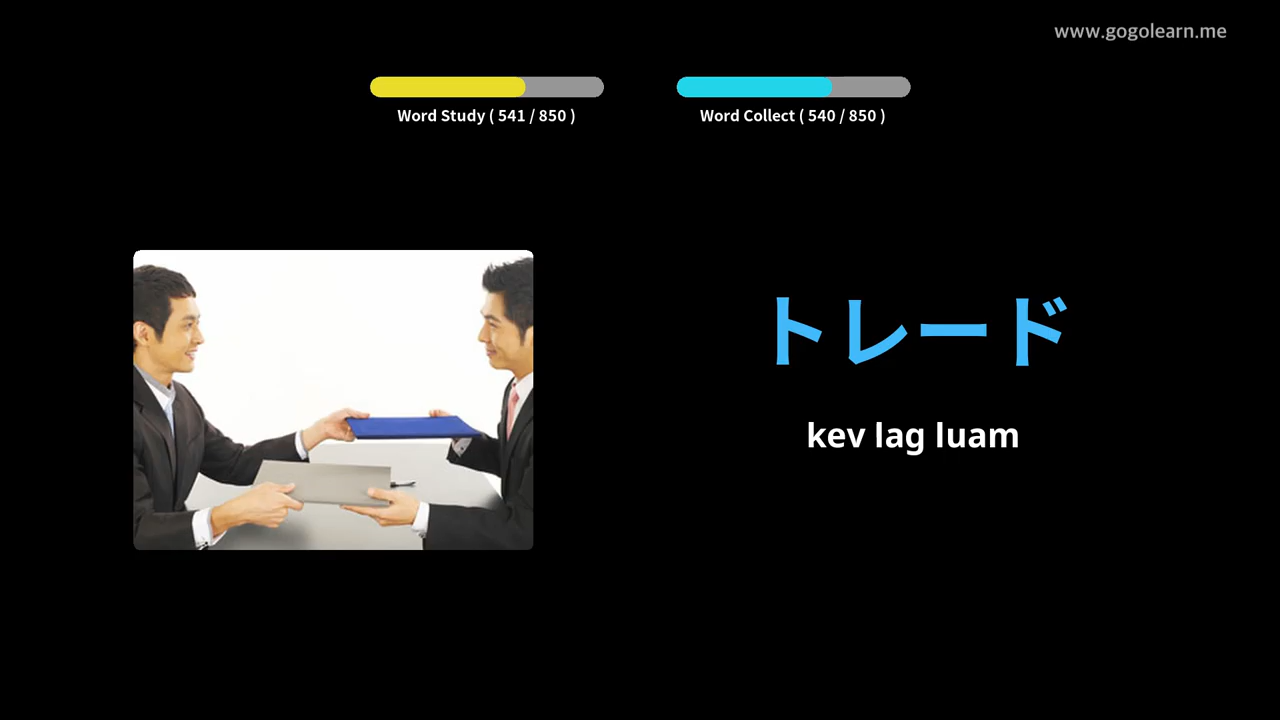 www.gogolearn.me
Word Study ( 541 / 850 )
Word Collect ( 540 / 850 )
トレード
kev lag luam